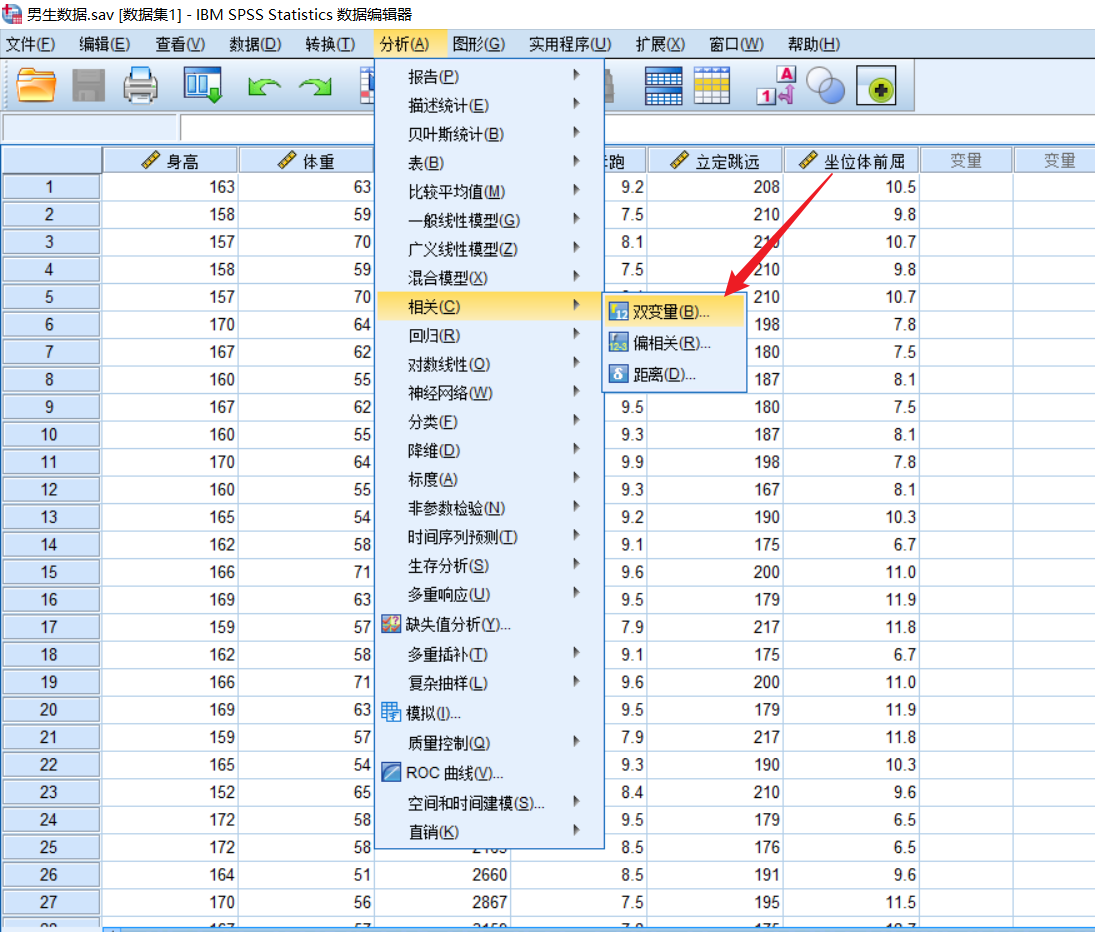 男生数据.sav [数据集1] - IBM SPSS Statistics 数据编辑器
文件(F) 编辑(E) 查看(V) 数据(D) 转换(T) 分析(A) 图形(G) 实用程序(U) 扩展(X) 窗口(W) 帮助(H)
报告(P)
描述统计(E)
贝叶斯统计(B)
表(B)
比较平均值(M)
一般线性模型(G)
广义线性模型(Z)
混合模型(X)
相关(C)
回归(R)
对数线性(O)
神经网络(W)
分类(F)
降维(D)
标度(A)
非参数检验(N)
时间序列预测(T)
生存分析(S)
多重响应(U)
缺失值分析(Y)...
多重插补(T)
复杂抽样(L)
模拟(I)...
质量控制(Q)
ROC 曲线(V)...
空间和时间建模(S)...
直销(K)
双变量(B)...
偏相关(R)...
距离(D)...
身高 体重 跑 立定跳远 坐位体前屈 变量 变量
1 163 63 9.2 208 10.5
2 158 59 7.5 210 9.8
3 157 70 8.1 210 10.7
4 158 59 7.5 210 9.8
5 157 70 210 10.7
6 170 64 198 7.8
7 167 62 180 7.5
8 160 55 187 8.1
9 167 62 9.5 180 7.5
10 160 55 9.3 187 8.1
11 170 64 9.9 198 7.8
12 160 55 9.3 167 8.1
13 165 54 9.2 190 10.3
14 162 58 9.1 175 6.7
15 166 71 9.6 200 11.0
16 169 63 9.5 179 11.9
17 159 57 7.9 217 11.8
18 162 58 9.1 175 6.7
19 166 71 9.6 200 11.0
20 169 63 9.5 179 11.9
21 159 57 7.9 217 11.8
22 165 54 9.3 190 10.3
23 152 65 8.4 210 9.6
24 172 58 9.5 179 6.5
25 172 58 8.5 176 6.5
26 164 51 2660 8.5 191 9.6
27 170 56 2867 7.5 195 11.5